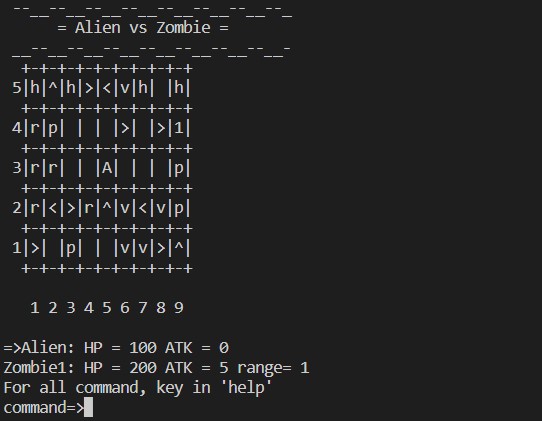 --__--__--__--__--__--__--__-_
= Alien vs Zombie =
__--__--__--__--__--__--__--__-
+-+-+-+-+-+-+-+-+-+
5|h|^|h|>|<|v|h| |h|
+-+-+-+-+-+-+-+-+-+
4|r|p| | | |>| |>|1|
+-+-+-+-+-+-+-+-+-+
3|r|r| | |A| | | |p|
+-+-+-+-+-+-+-+-+-+
2|r|<|>|r|^|v|<|v|p|
+-+-+-+-+-+-+-+-+-+
1|>| |p| | |v|v|>|^|
+-+-+-+-+-+-+-+-+-+
1 2 3 4 5 6 7 8 9
=>Alien: HP = 100 ATK = 0
Zombie1: HP = 200 ATK = 5 range= 1
For all command, key in 'help'
command=>